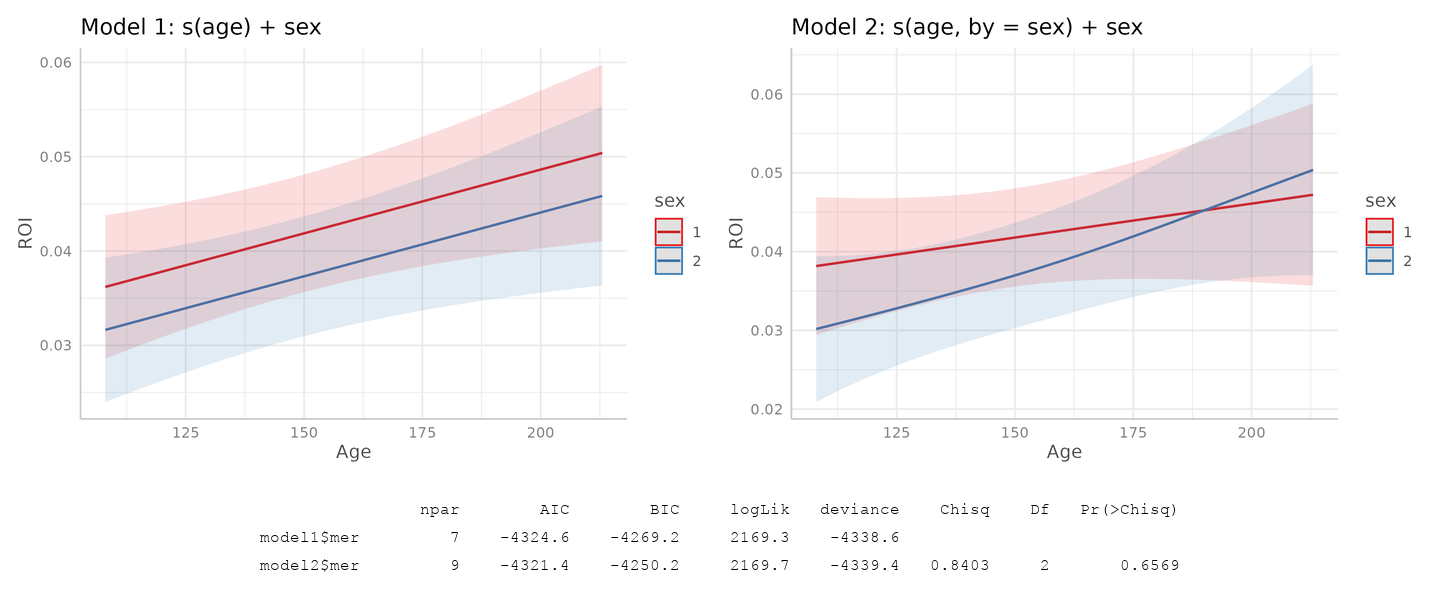 Model 1: s(age) + sex
0.06
0.05
0.04
0.03
ROI
125 150 175 200
Age
sex
1
2
Model 2: s(age, by = sex) + sex
0.06
0.05
0.04
0.03
0.02
ROI
125 150 175 200
Age
sex
1
2
npar AIC BIC logLik deviance Chisq Df Pr(>Chisq)
model1$mer 7 -4324.6 -4269.2 2169.3 -4338.6
model2$mer 9 -4321.4 -4250.2 2169.7 -4339.4 0.8403 2 0.6569